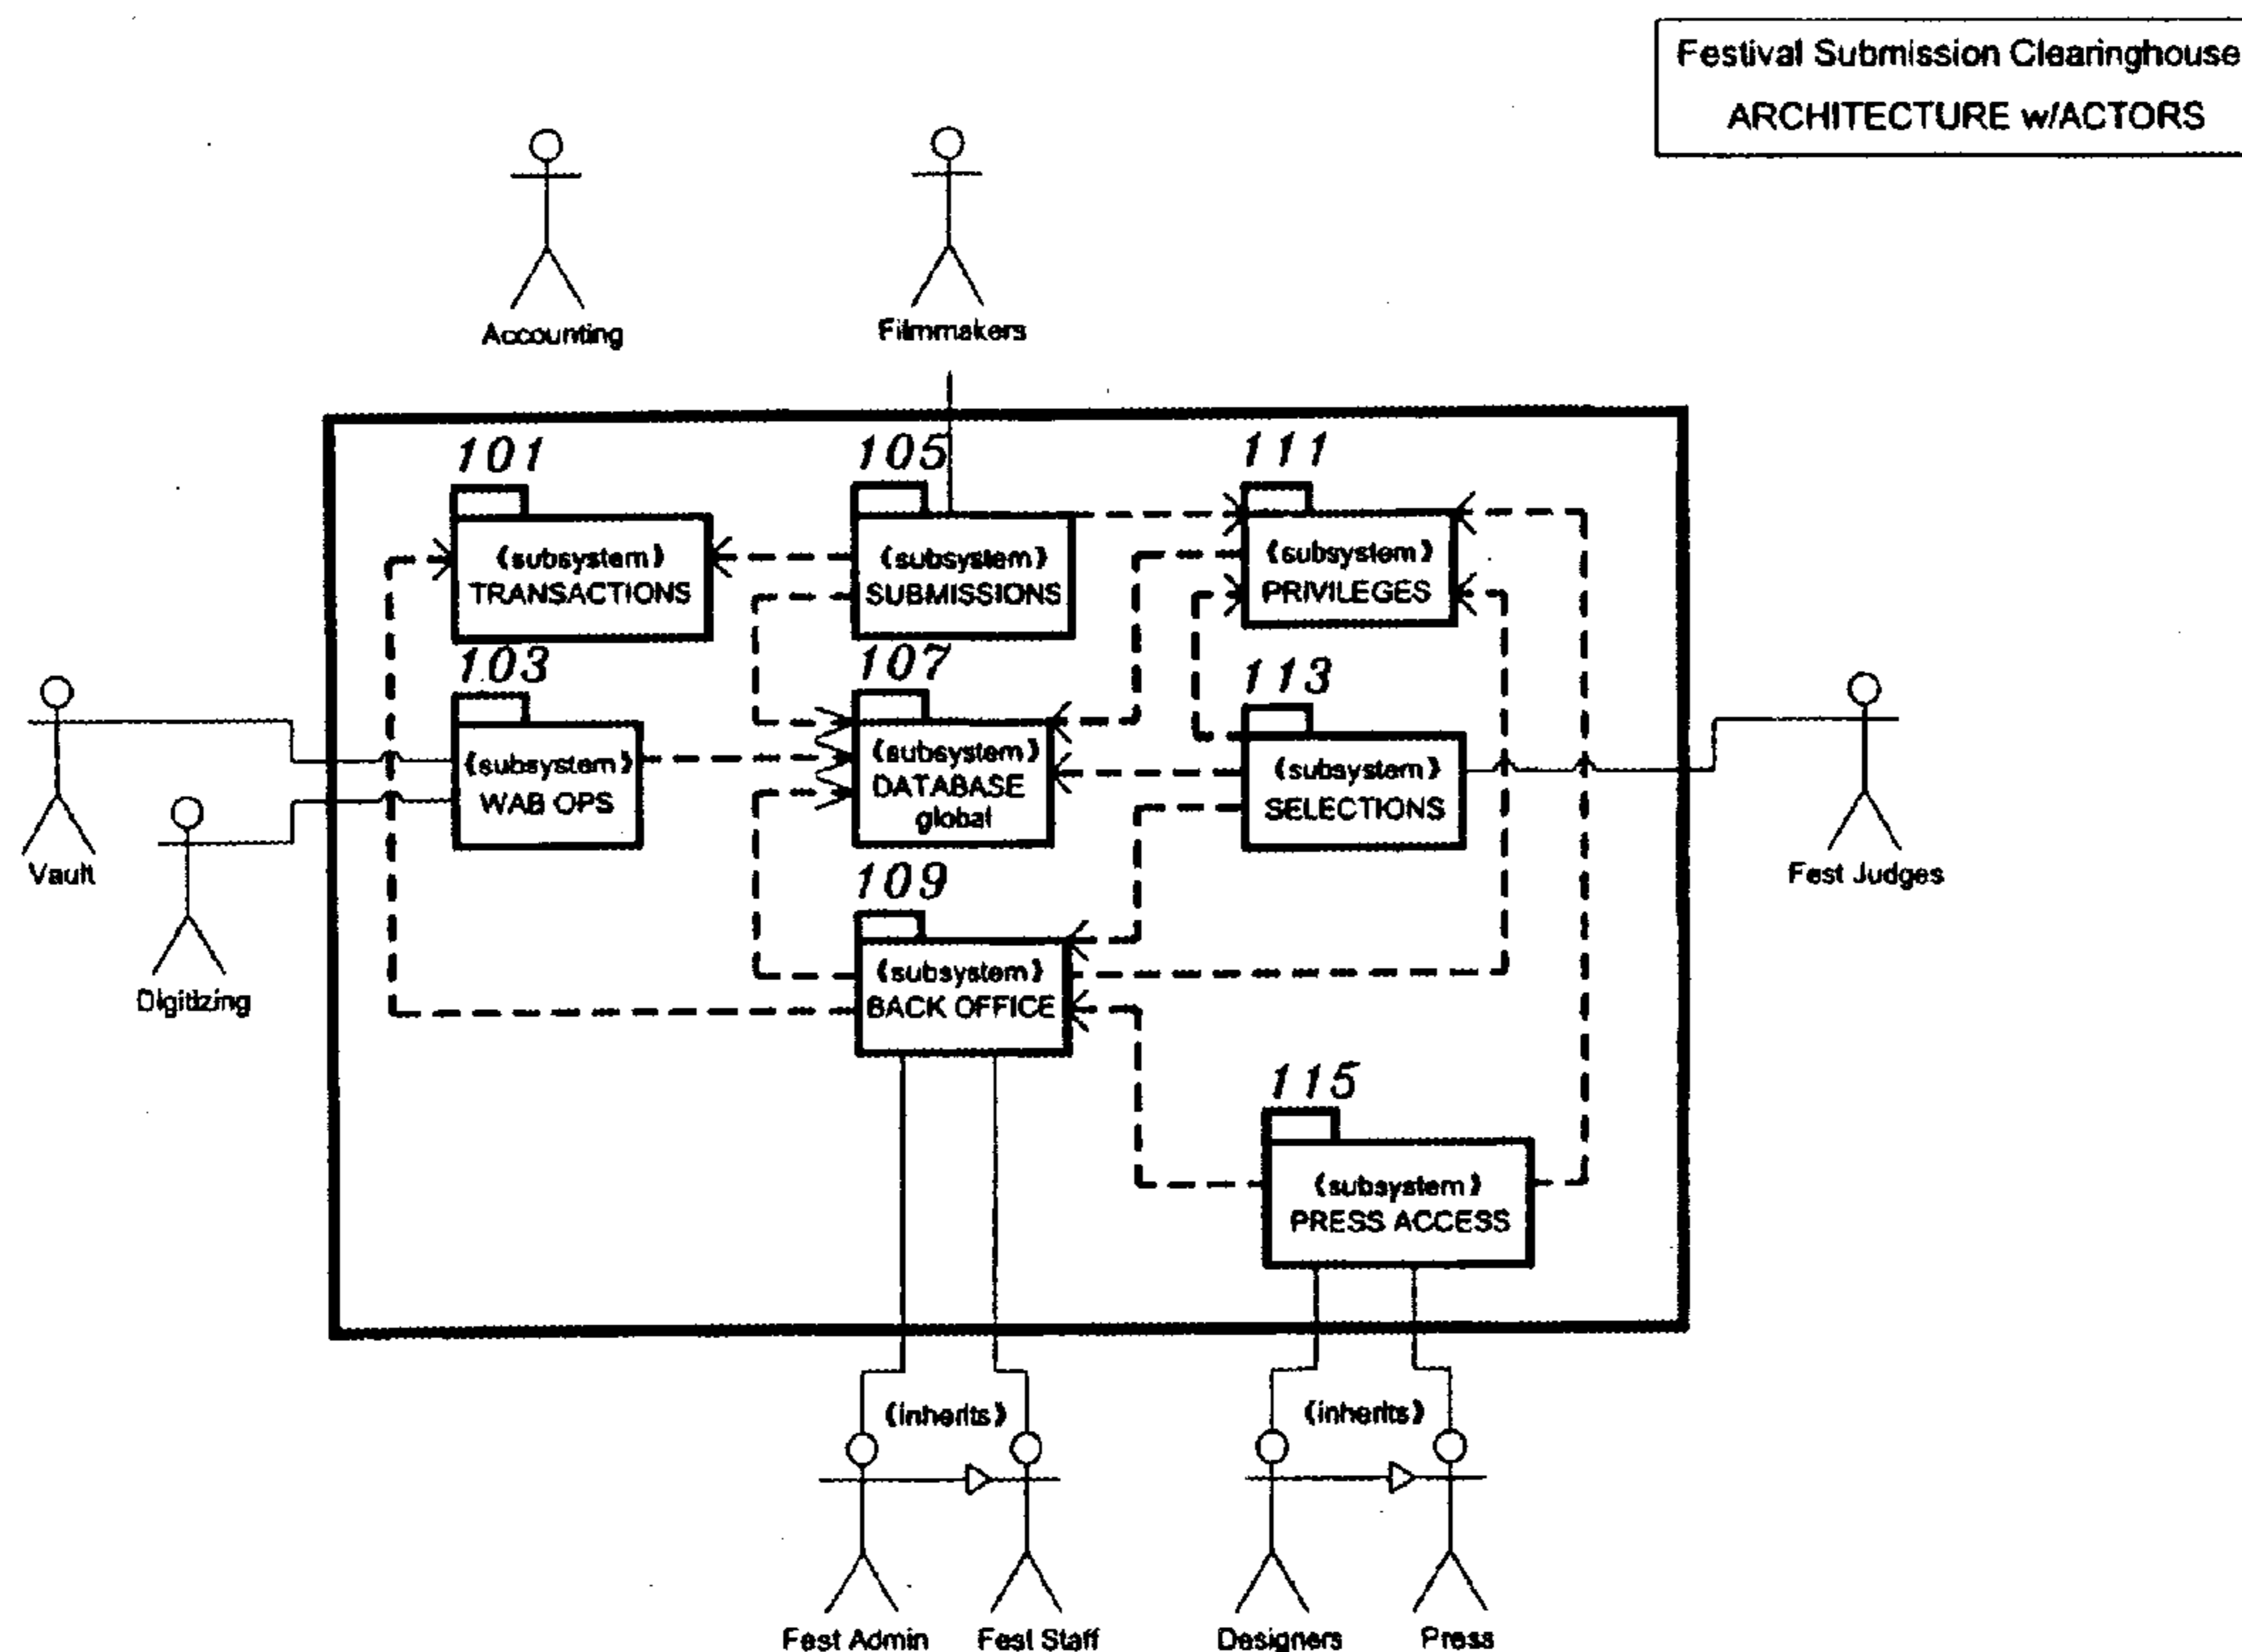 Festival Submission Clearinghouse
ARCHITECTURE w/ACTORS
Accounting
Filmmakers
101
{subsystem}
TRANSACTIONS
105
{subsystem}
SUBMISSIONS
111
{subsystem}
PRIVILEGES
103
{subsystem}
WAB OPS
107
{subsystem}
DATABASE
global
113
{subsystem}
SELECTIONS
Vault
Digitizing
Fest Judges
109
{subsystem}
BACK OFFICE
115
{subsystem}
PRESS ACCESS
{inherits}
{inherits}
Fest Admin
Fest Staff
Designers
Press